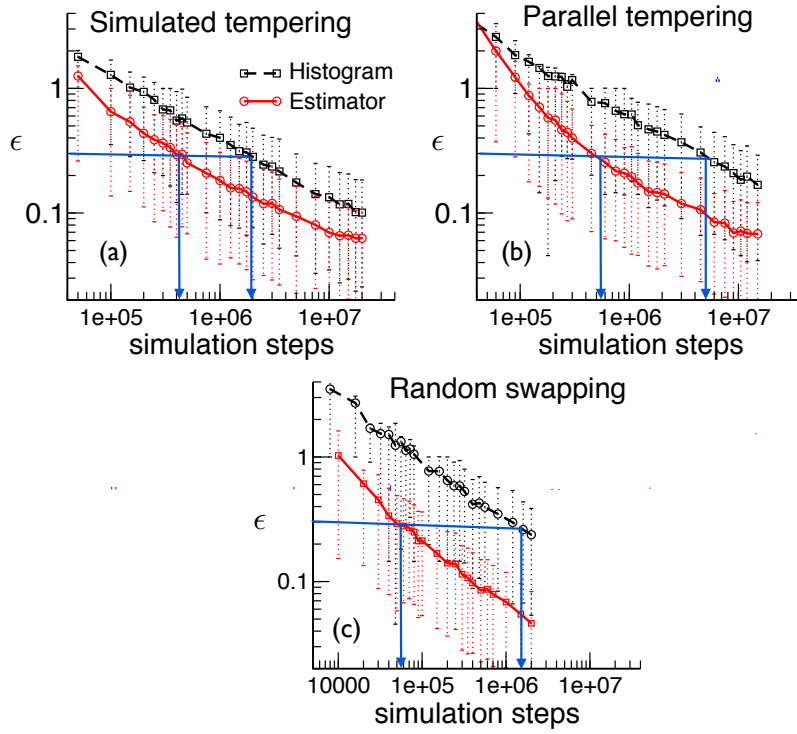 Simulated tempering
Histogram
Estimator
ϵ
1
0.1
(a)
1e+05 1e+06 1e+07
simulation steps
Parallel tempering
1
0.1
(b)
1e+05 1e+06 1e+07
simulation steps
Random swapping
ϵ
1
0.1
(c)
10000 1e+05 1e+06 1e+07
simulation steps